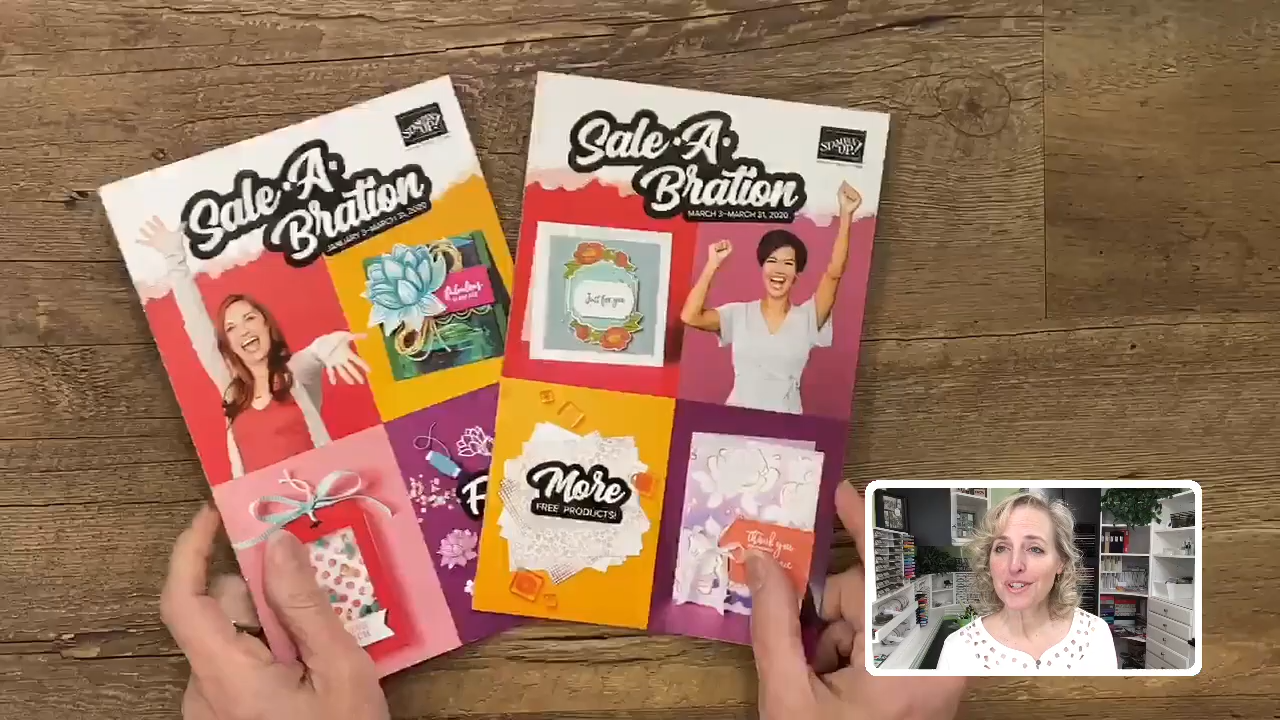 STAMPIN' UP!
Sale-A-
Bration
JANUARY 3–MARCH 31, 2020
fabulous
STAMPIN' UP!
Sale-A-
Bration
MARCH 3–MARCH 31, 2020
Just for you
More
FREE PRODUCTS!
thank you